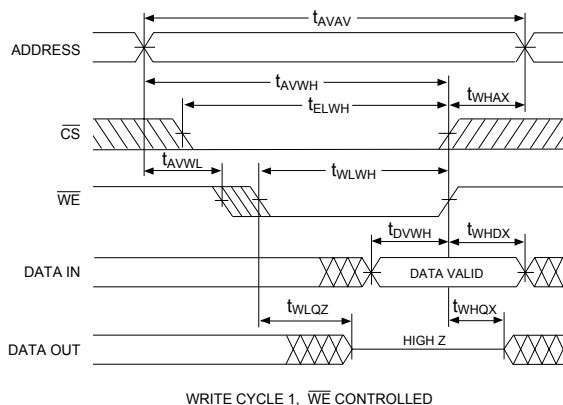 tAVAV
ADDRESS
tAVWH
tELWH
tWHAX
CS
tAVWL
tWLWH
WE
tDVWH
tWHDX
DATA IN
DATA VALID
tWLQZ
tWHQX
DATA OUT
HIGH Z
WRITE CYCLE 1, WE CONTROLLED